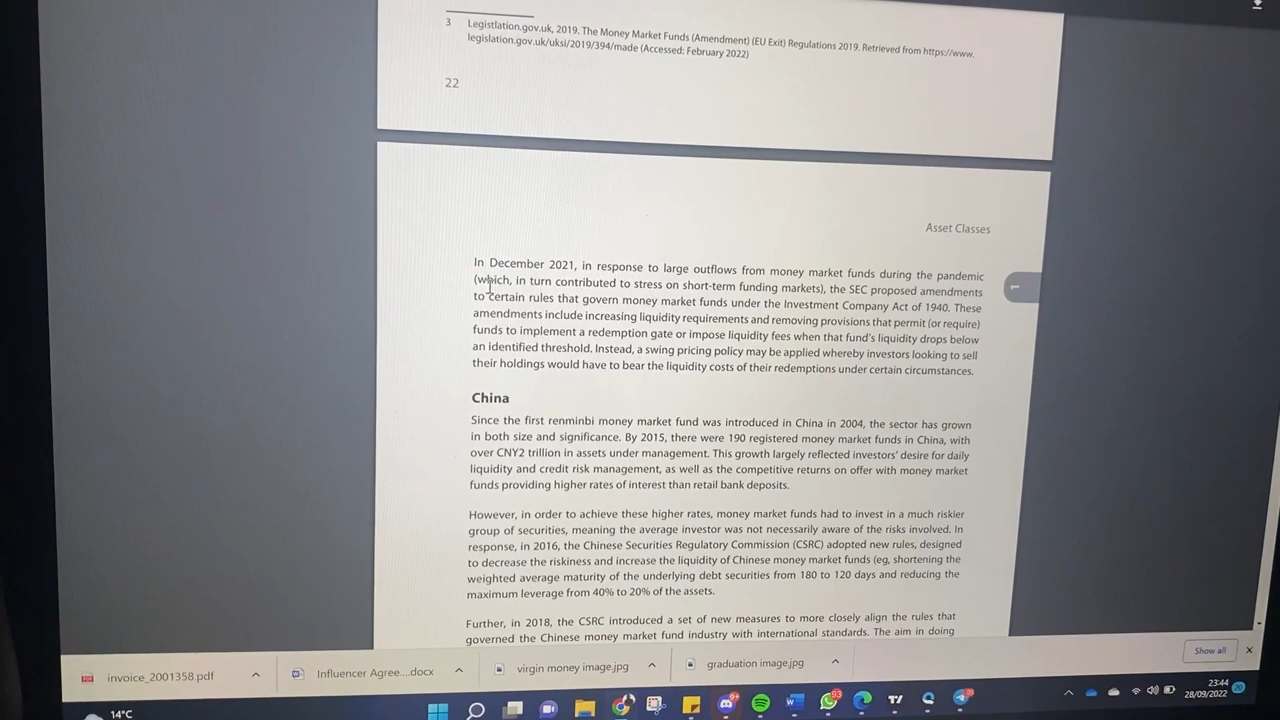 3 Legistlation.gov.uk, 2019. The Money Market Funds (Amendment) (EU Exit) Regulations 2019. Retrieved from https://www.
legislation.gov.uk/uksi/2019/394/made (Accessed: February 2022)
22
Asset Classes
1
In December 2021, in response to large outflows from money market funds during the pandemic
(which, in turn contributed to stress on short-term funding markets), the SEC proposed amendments
to certain rules that govern money market funds under the Investment Company Act of 1940. These
amendments include increasing liquidity requirements and removing provisions that permit (or require)
funds to implement a redemption gate or impose liquidity fees when that fund's liquidity drops below
an identified threshold. Instead, a swing pricing policy may be applied whereby investors looking to sell
their holdings would have to bear the liquidity costs of their redemptions under certain circumstances.
China
Since the first renminbi money market fund was introduced in China in 2004, the sector has grown
in both size and significance. By 2015, there were 190 registered money market funds in China, with
over CNY2 trillion in assets under management. This growth largely reflected investors' desire for daily
liquidity and credit risk management, as well as the competitive returns on offer with money market
funds providing higher rates of interest than retail bank deposits.
However, in order to achieve these higher rates, money market funds had to invest in a much riskier
group of securities, meaning the average investor was not necessarily aware of the risks involved. In
response, in 2016, the Chinese Securities Regulatory Commission (CSRC) adopted new rules, designed
to decrease the riskiness and increase the liquidity of Chinese money market funds (eg, shortening the
weighted average maturity of the underlying debt securities from 180 to 120 days and reducing the
maximum leverage from 40% to 20% of the assets.
Further, in 2018, the CSRC introduced a set of new measures to more closely align the rules that
governed the Chinese money market fund industry with international standards. The aim in doing
invoice_2001358.pdf
Influencer Agree....docx
virgin money image.jpg
graduation image.jpg
Show all
14°C
93
23:44
28/09/2022
20